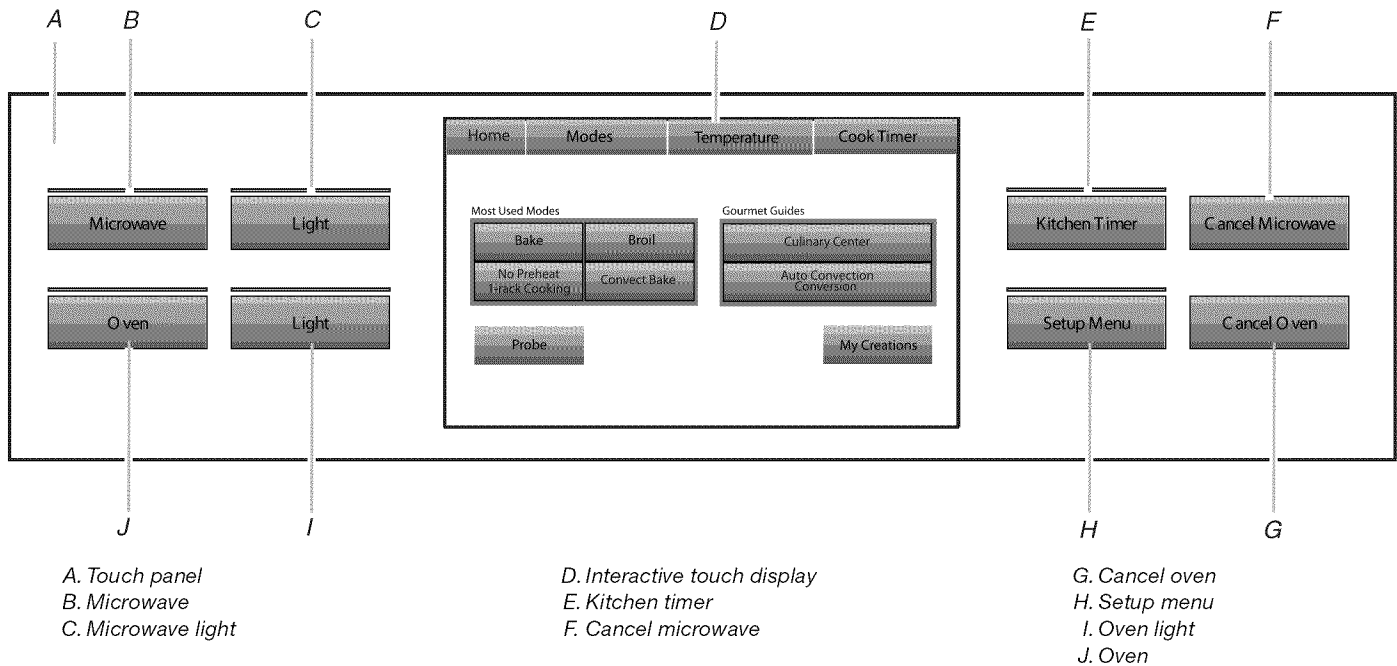 A B C D E F
Home Modes Temperature Cook Timer
Microwave Light
Most Used Modes Gourmet Guides
Kitchen Timer Cancel Microwave
Bake Broil Culinary Center
No Preheat
1-rack Cooking
Convect Bake
Auto Convection
Conversion
Oven Light
Setup Menu Cancel Oven
Probe My Creations
J I H G
A. Touch panel
B. Microwave
C. Microwave light
D. Interactive touch display
E. Kitchen timer
F. Cancel microwave
G. Cancel oven
H. Setup menu
I. Oven light
J. Oven